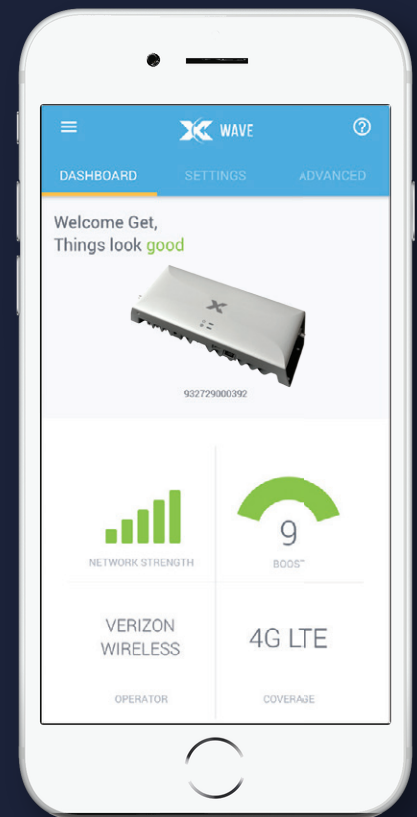 WAVE
DASHBOARD SETTINGS ADVANCED
Welcome Get,
Things look good
932729000392
NETWORK STRENGTH
9
BOOS"
VERIZON
WIRELESS
OPERATOR
4G LTE
COVERAGE